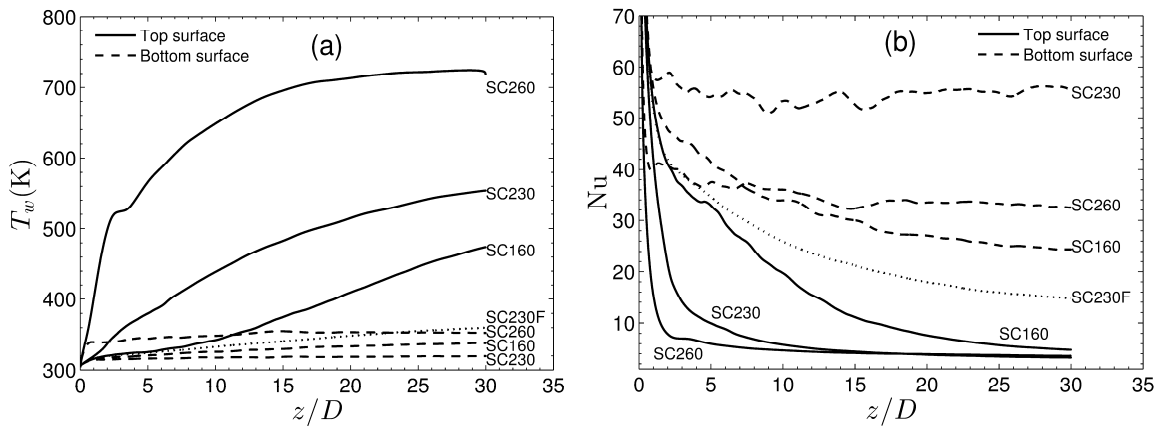 (a)
Top surface
Bottom surface
800
700
600
500
400
300
T_w(K)
SC260
SC230
SC160
SC230F
SC260
SC160
SC230
0 5 10 15 20 25 30 35
z/D
(b)
Top surface
Bottom surface
70
60
50
40
30
20
10
Nu
SC230
SC260
SC160
SC230F
SC230
SC160
SC260
0 5 10 15 20 25 30 35
z/D